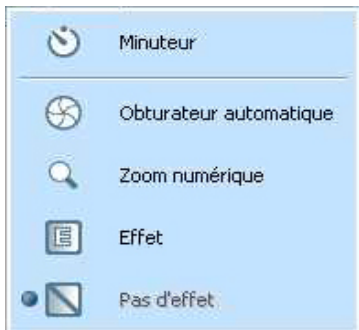 Minuteur
Obturateur automatique
Zoom numérique
Effet
Pas d'effet